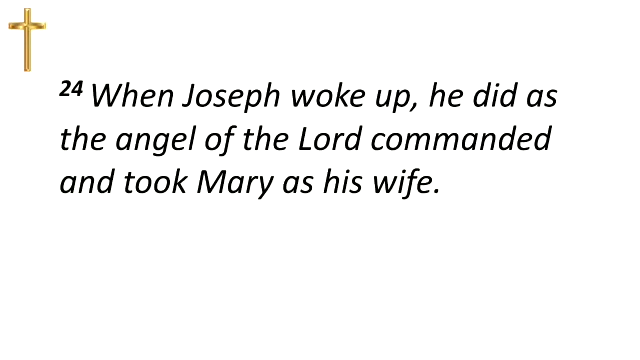 24 When Joseph woke up, he did as
the angel of the Lord commanded
and took Mary as his wife.